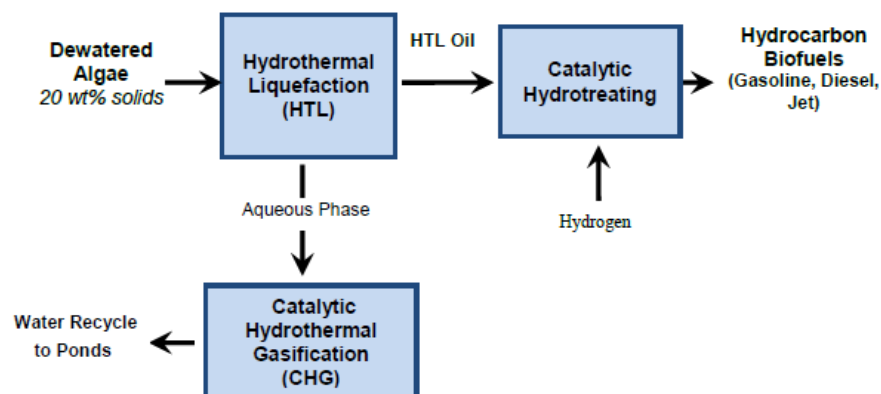 Dewatered
Algae
20 wt% solids
Hydrothermal
Liquefaction
(HTL)
HTL Oil
Catalytic
Hydrotreating
Hydrocarbon
Biofuels
(Gasoline, Diesel,
Jet)
Aqueous Phase
Hydrogen
Catalytic
Hydrothermal
Gasification
(CHG)
Water Recycle
to Ponds